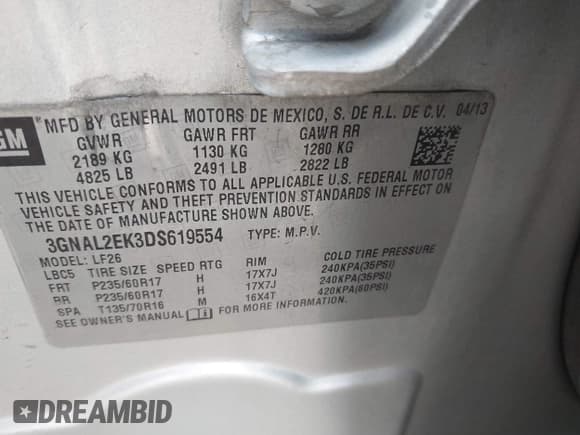 GM
MFD BY GENERAL MOTORS DE MEXICO, S. DE R.L. DE C.V. 04/13
GVWR GAWR FRT GAWR RR
2189 KG 1130 KG 1280 KG
4825 LB 2491 LB 2822 LB
THIS VEHICLE CONFORMS TO ALL APPLICABLE U.S. FEDERAL MOTOR
VEHICLE SAFETY AND THEFT PREVENTION STANDARDS IN EFFECT ON
THE DATE OF MANUFACTURE SHOWN ABOVE.
3GNAL2EK3DS619554 TYPE: M.P.V.
MODEL: LF26
LBC5 TIRE SIZE SPEED RTG RIM COLD TIRE PRESSURE
FRT P235/60R17 H 17X7J 240KPA(35PSI)
RR P235/60R17 H 17X7J 240KPA(35PSI)
SPA T135/70R16 M 16X4T 420KPA(60PSI)
SEE OWNER'S MANUAL
DREAMBID